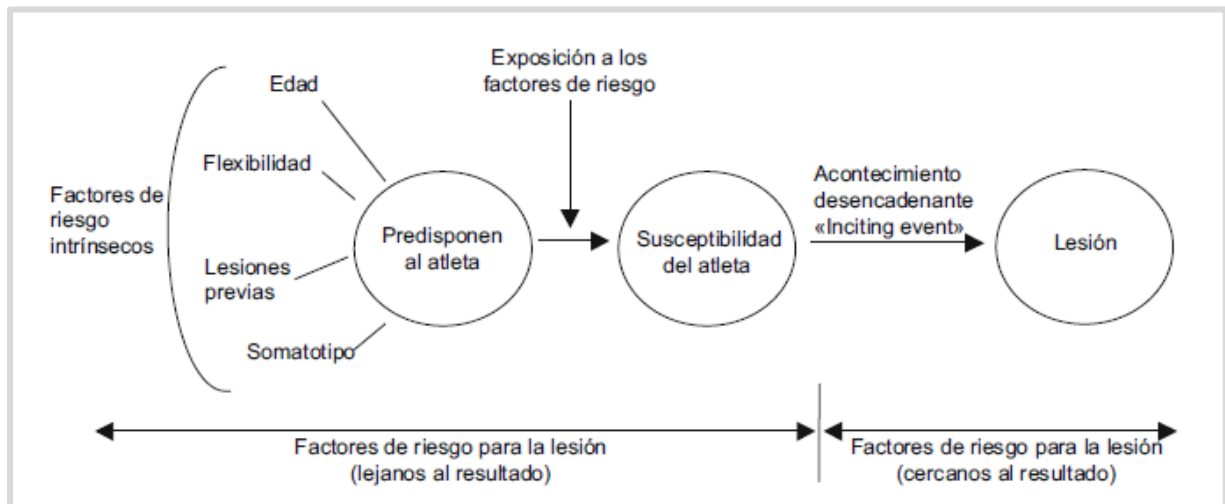 Factores de
riesgo
intrínsecos
Edad
Flexibilidad
Lesiones
previas
Somatotipo
Predisponen
al atleta
Exposición a los
factores de riesgo
Susceptibilidad
del atleta
Acontecimiento
desencadenante
«Inciting event»
Lesión
Factores de riesgo para la lesión
(lejanos al resultado)
Factores de riesgo para la lesión
(cercanos al resultado)